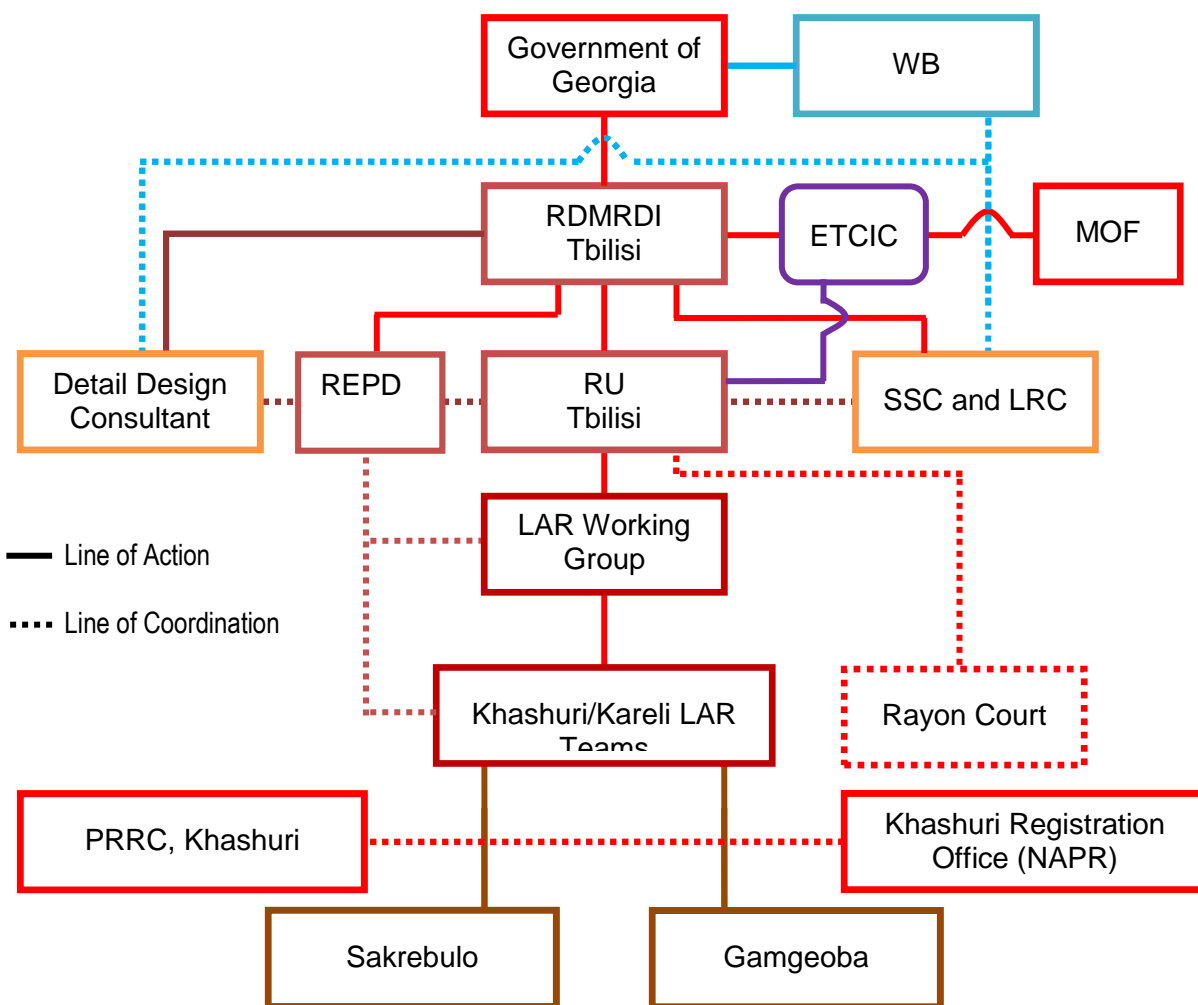 Government of
Georgia
WB
RDMRDI
Tbilisi
ETCIC
MOF
Detail Design
Consultant
REPD
RU
Tbilisi
SSC and LRC
LAR Working
Group
Line of Action
Line of Coordination
Khashuri/Kareli LAR
Teams
Rayon Court
PRRC, Khashuri
Khashuri Registration
Office (NAPR)
Sakrebulo
Gamgeoba